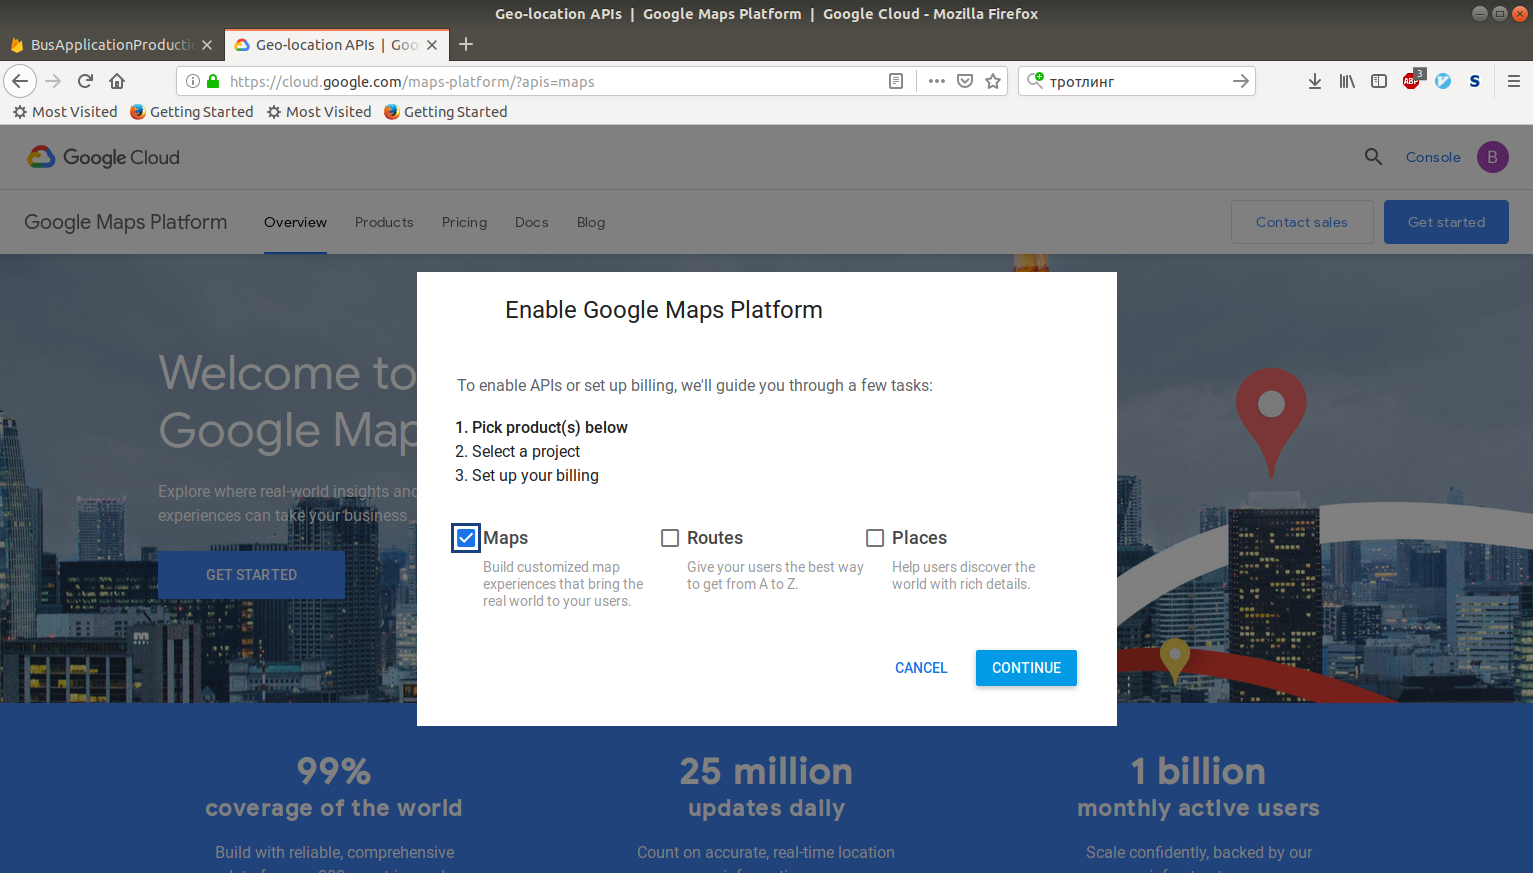 Geo-location APIs | Google Maps Platform | Google Cloud - Mozilla Firefox
BusApplicationProducti
Geo-location APIs | Goo
https://cloud.google.com/maps-platform/?apis=maps
тротлинг
ABP
3
S
Most Visited
Getting Started
Most Visited
Getting Started
Google Cloud
Console
B
Google Maps Platform
Overview
Products
Pricing
Docs
Blog
Contact sales
Get started
Welcome to
Google Map
Explore where real-world insights and
experiences can take your business
GET STARTED
Enable Google Maps Platform
To enable APIs or set up billing, we'll guide you through a few tasks:
1. Pick product(s) below
2. Select a project
3. Set up your billing
Maps
Build customized map
experiences that bring the
real world to your users.
Routes
Give your users the best way
to get from A to Z.
Places
Help users discover the
world with rich details.
CANCEL
CONTINUE
99%
coverage of the world
Build with reliable, comprehensive
25 million
updates daily
Count on accurate, real-time location
1 billion
monthly active users
Scale confidently, backed by our